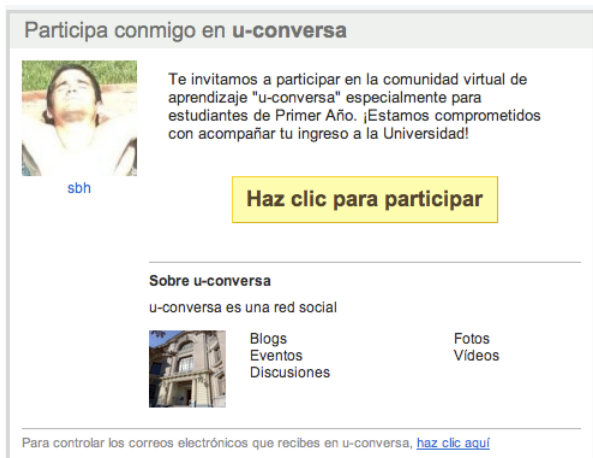 Participa conmigo en u-conversa
Te invitamos a participar en la comunidad virtual de
aprendizaje "u-conversa" especialmente para
estudiantes de Primer Año. ¡Estamos comprometidos
con acompañar tu ingreso a la Universidad!
sbh
Haz clic para participar
Sobre u-conversa
u-conversa es una red social
Blogs
Eventos
Discusiones
Fotos
Vídeos
Para controlar los correos electrónicos que recibes en u-conversa, haz clic aquí